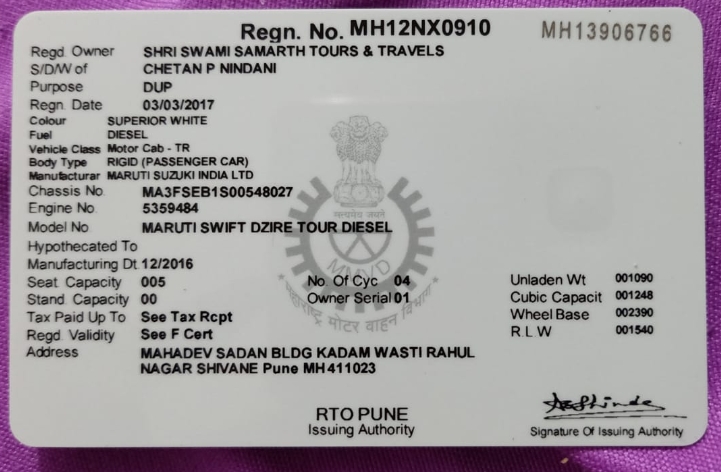 Regn. No. MH12NX0910
MH13906766
Regd. Owner SHRI SWAMI SAMARTH TOURS & TRAVELS
S/D/W of CHETAN P NINDANI
Purpose DUP
Regn. Date 03/03/2017
Colour SUPERIOR WHITE
Fuel DIESEL
Vehicle Class Motor Cab - TR
Body Type RIGID (PASSENGER CAR)
Manufacturar MARUTI SUZUKI INDIA LTD
Chassis No MA3FSEB1S00548027
Engine No 5359484
Model No MARUTI SWIFT DZIRE TOUR DIESEL
Hypothecated To
Manufacturing Dt 12/2016
Seat Capacity 005 No. Of Cyc 04 Unladen Wt 001090
Stand. Capacity 00 Owner Serial 01 Cubic Capacit 001248
Tax Paid Up To See Tax Rcpt Wheel Base 002390
Regd. Validity See F Cert R L W 001540
Address MAHADEV SADAN BLDG KADAM WASTI RAHUL
NAGAR SHIVANE Pune MH 411023
सत्यमेव जयते
MMVD
महाराष्ट्र मोटर वाहन विभाग
RTO PUNE
Issuing Authority
Signature Of Issuing Authority